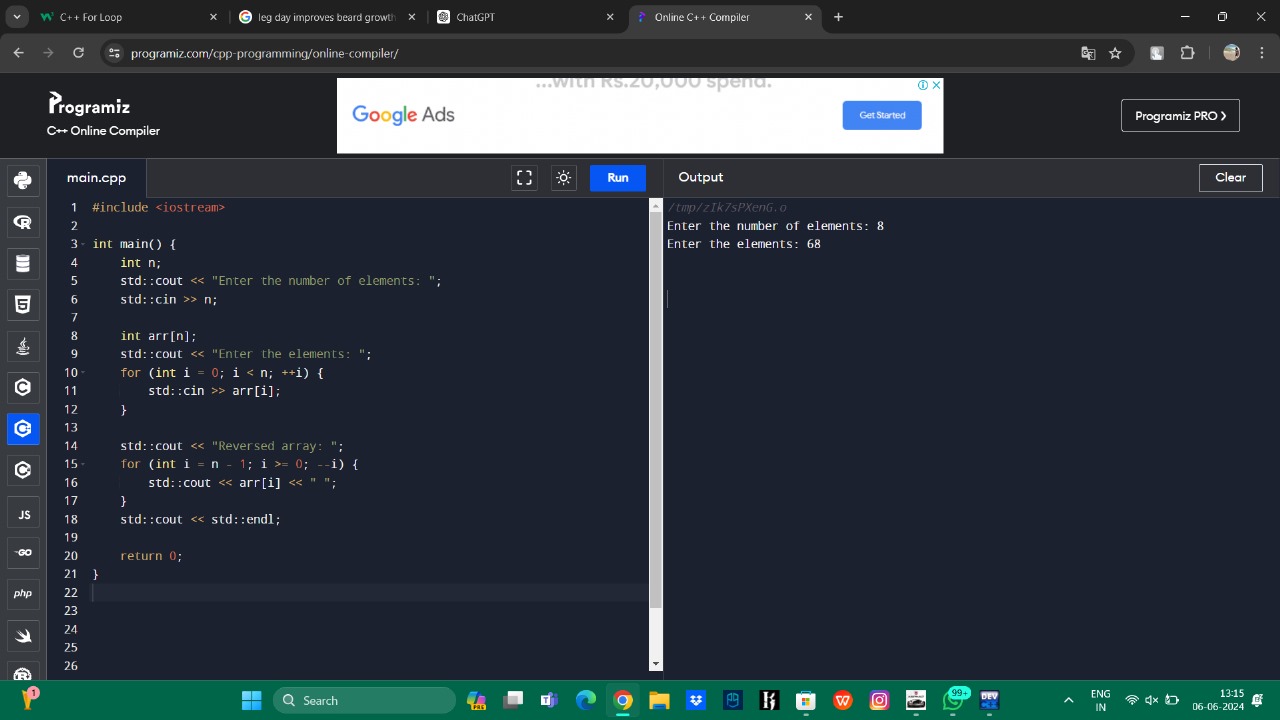 C++ For Loop
leg day improves beard growth
ChatGPT
Online C++ Compiler
programiz.com/cpp-programming/online-compiler/
...with Rs.20,000 spend.
Google Ads
Get Started
Programiz
C++ Online Compiler
Programiz PRO
main.cpp
Run
Output
Clear
1 #include <iostream>
2
3 int main() {
4 int n;
5 std::cout << "Enter the number of elements: ";
6 std::cin >> n;
7
8 int arr[n];
9 std::cout << "Enter the elements: ";
10 for (int i = 0; i < n; ++i) {
11 std::cin >> arr[i];
12 }
13
14 std::cout << "Reversed array: ";
15 for (int i = n - 1; i >= 0; --i) {
16 std::cout << arr[i] << " ";
17 }
18 std::cout << std::endl;
19
20 return 0;
21 }
22
23
24
25
26
/tmp/zIk7sPXenG.o
Enter the number of elements: 8
Enter the elements: 68
JS
GO
php
1
Search
PRE
99+
DEV
ENG
IN
13:15
06-06-2024